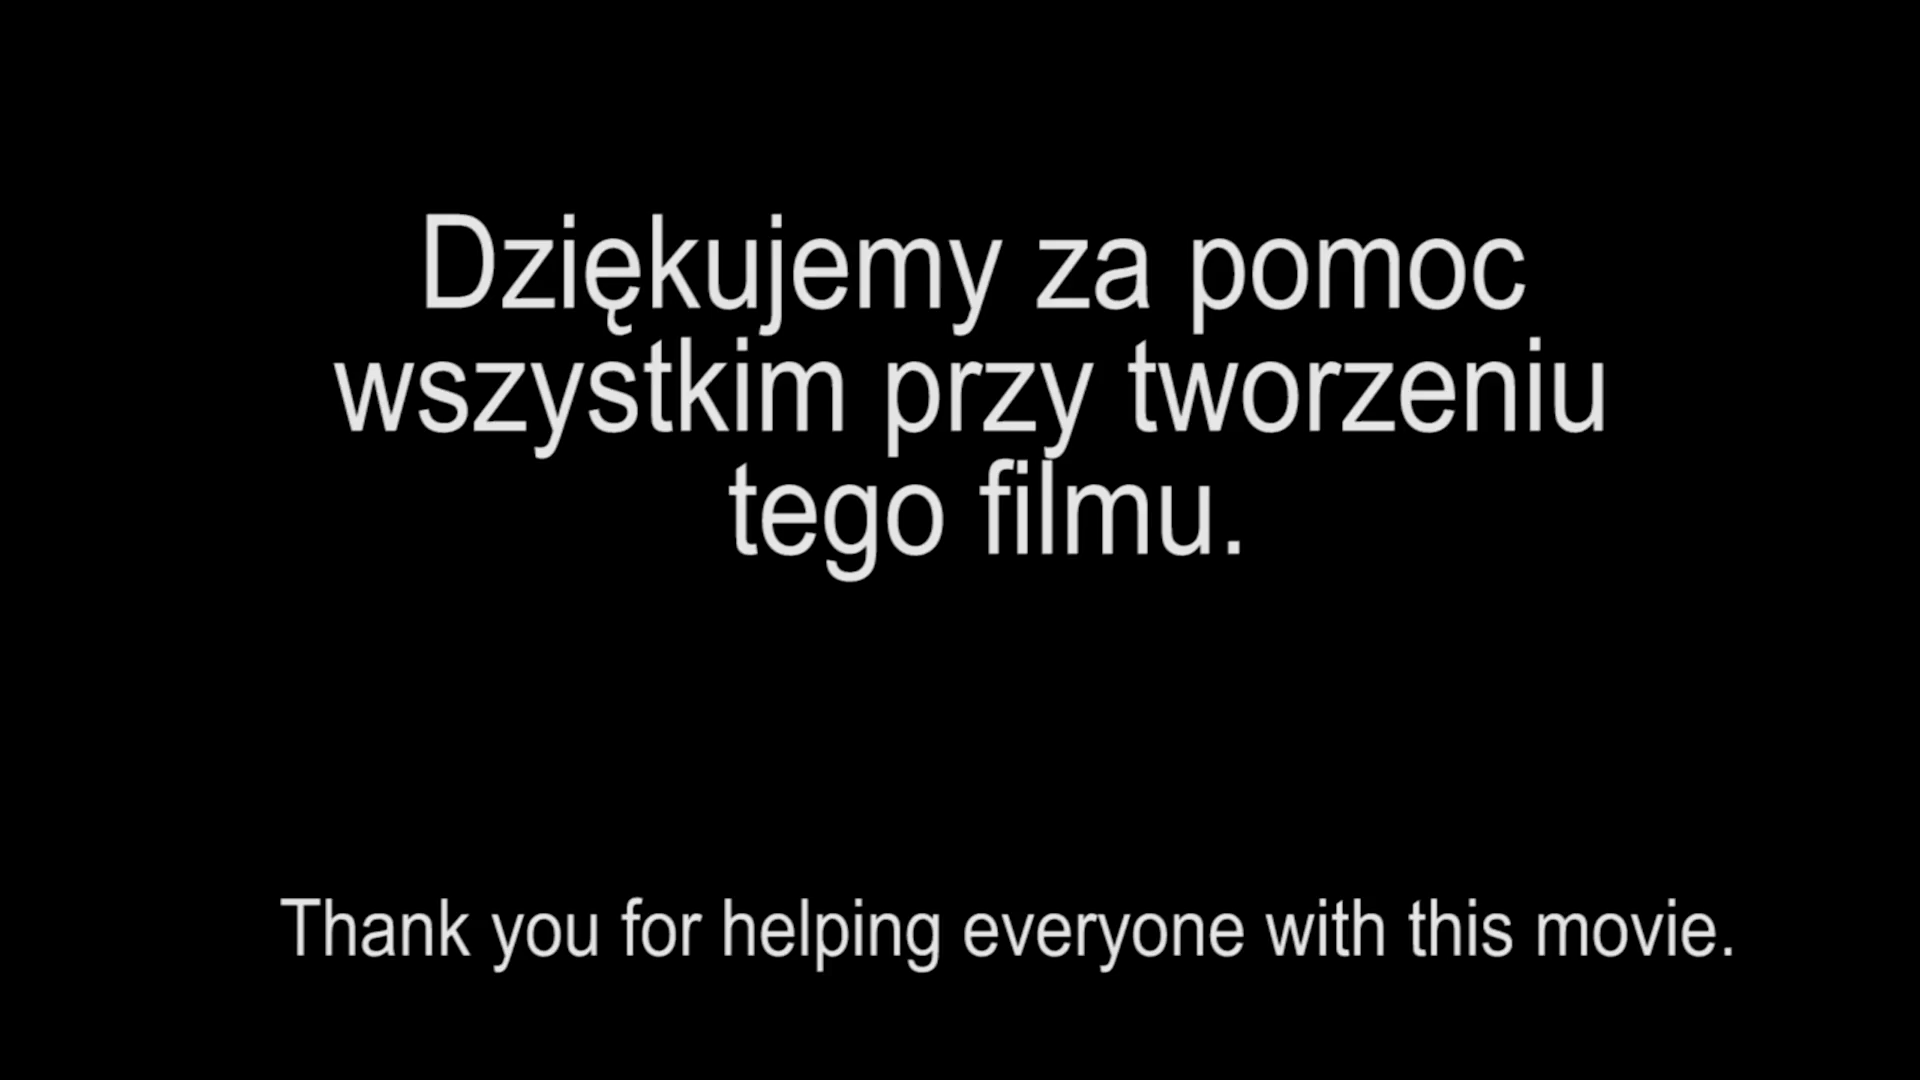 Dziękujemy za pomoc
wszystkim przy tworzeniu
tego filmu.
Thank you for helping everyone with this movie.